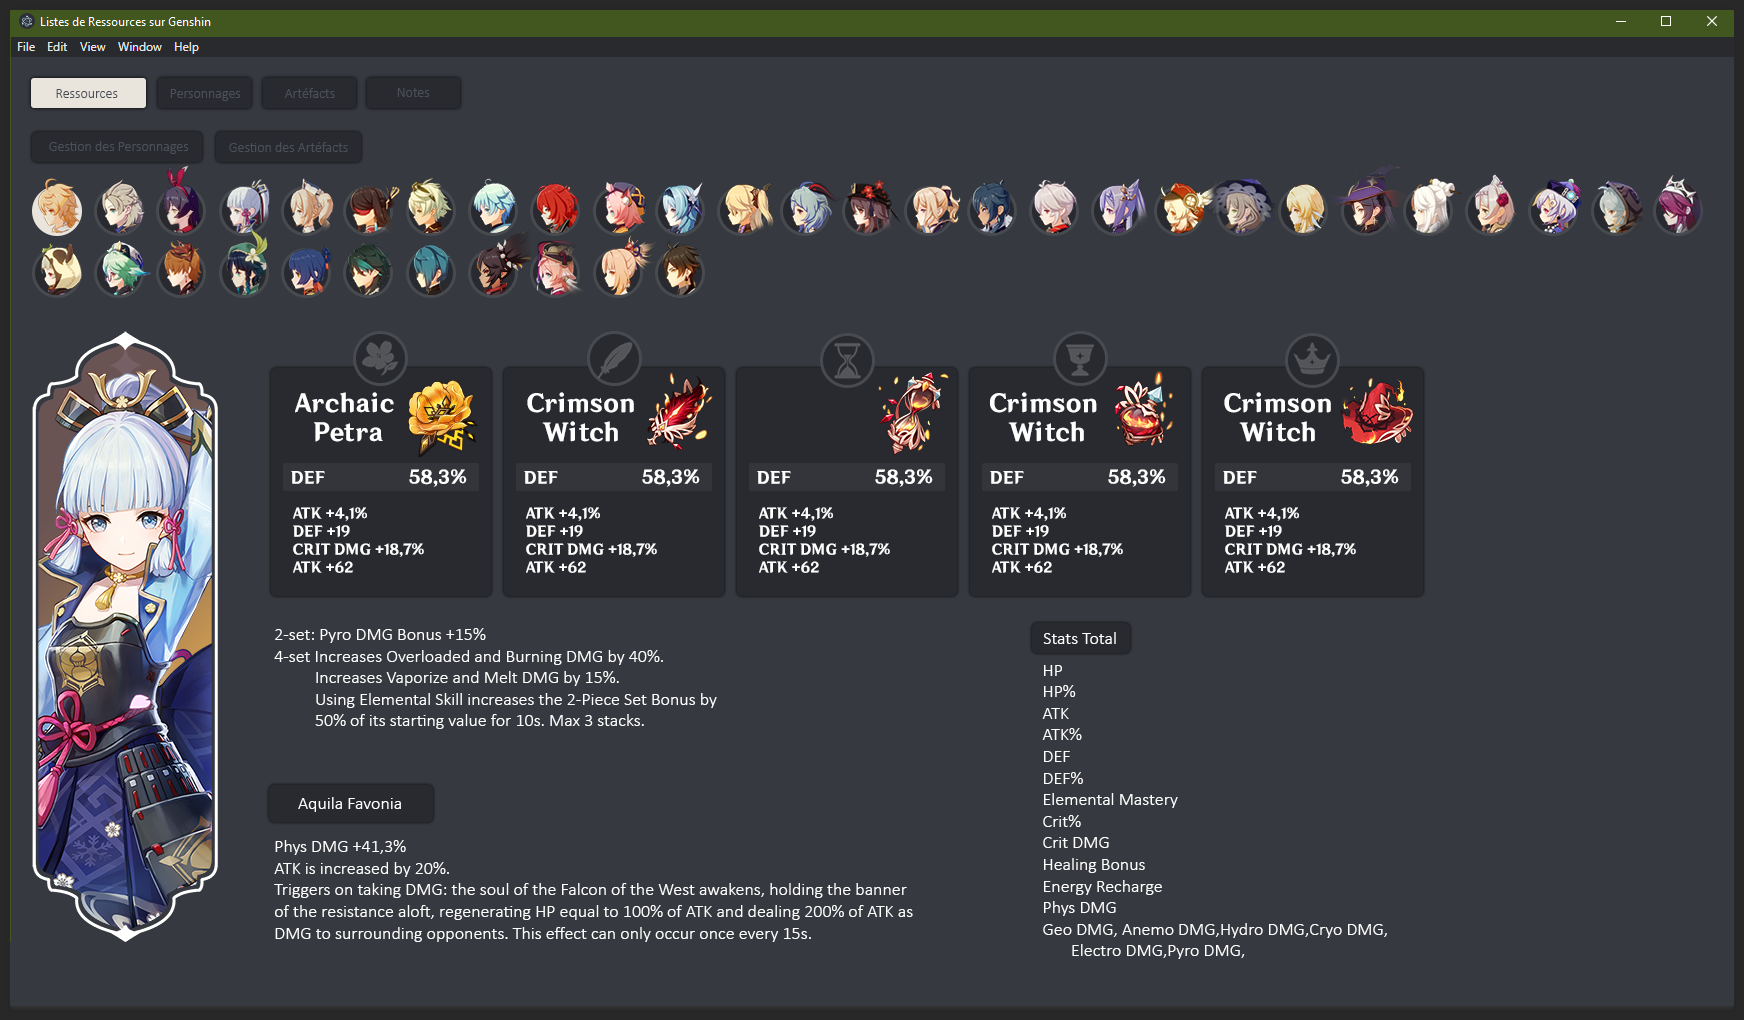 Listes de Ressources sur Genshin
File Edit View Window Help
Ressources Personnages Artéfacts Notes
Gestion des Personnages Gestion des Artéfacts
Archaic Petra
DEF 58,3%
ATK +4,1%
DEF +19
CRIT DMG +18,7%
ATK +62
Crimson Witch
DEF 58,3%
ATK +4,1%
DEF +19
CRIT DMG +18,7%
ATK +62
DEF 58,3%
ATK +4,1%
DEF +19
CRIT DMG +18,7%
ATK +62
Crimson Witch
DEF 58,3%
ATK +4,1%
DEF +19
CRIT DMG +18,7%
ATK +62
Crimson Witch
DEF 58,3%
ATK +4,1%
DEF +19
CRIT DMG +18,7%
ATK +62
2-set: Pyro DMG Bonus +15%
4-set Increases Overloaded and Burning DMG by 40%.
Increases Vaporize and Melt DMG by 15%.
Using Elemental Skill increases the 2-Piece Set Bonus by
50% of its starting value for 10s. Max 3 stacks.
Aquila Favonia
Phys DMG +41,3%
ATK is increased by 20%.
Triggers on taking DMG: the soul of the Falcon of the West awakens, holding the banner
of the resistance aloft, regenerating HP equal to 100% of ATK and dealing 200% of ATK as
DMG to surrounding opponents. This effect can only occur once every 15s.
Stats Total
HP
HP%
ATK
ATK%
DEF
DEF%
Elemental Mastery
Crit%
Crit DMG
Healing Bonus
Energy Recharge
Phys DMG
Geo DMG, Anemo DMG,Hydro DMG,Cryo DMG,
Electro DMG,Pyro DMG,